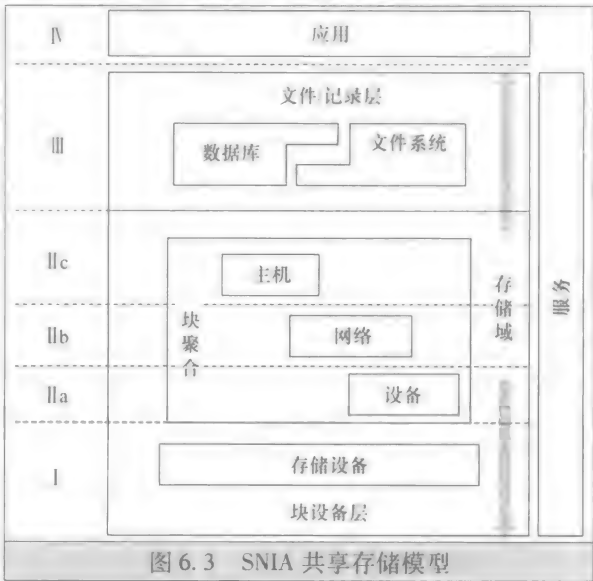 Ⅳ
应用
文件 记录层
Ⅲ
数据库
文件系统
Ⅱc
主机
存储域
服务
Ⅱb
块聚合
网络
Ⅱa
设备
Ⅰ
存储设备
块设备层
图 6.3 SNIA 共享存储模型